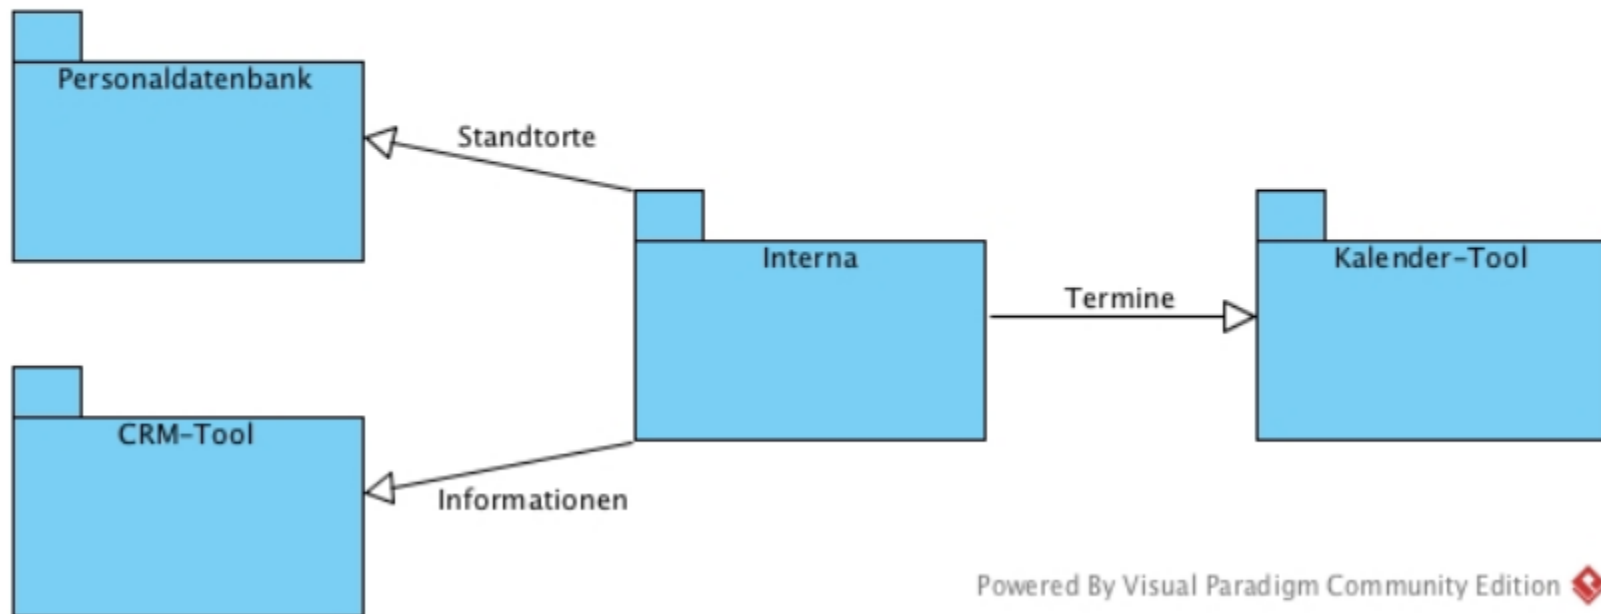 Personaldatenbank
Standtorte
Interna
Kalender-Tool
Termine
CRM-Tool
Informationen
Powered By Visual Paradigm Community Edition